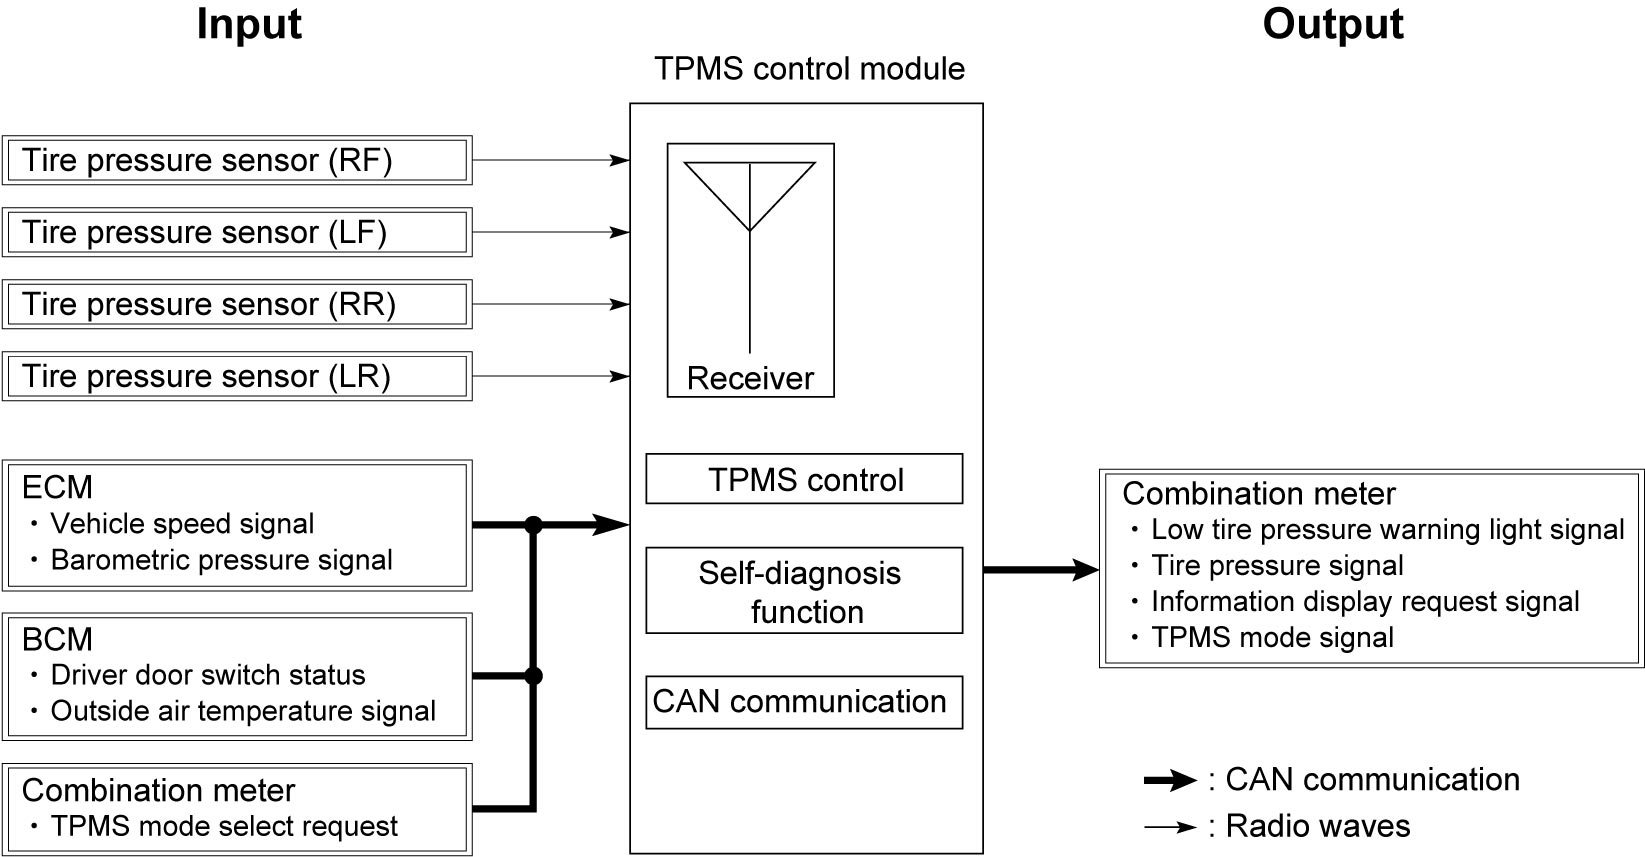 Input
Output
TPMS control module
Tire pressure sensor (RF)
Tire pressure sensor (LF)
Tire pressure sensor (RR)
Tire pressure sensor (LR)
ECM
・Vehicle speed signal
・Barometric pressure signal
BCM
・Driver door switch status
・Outside air temperature signal
Combination meter
・TPMS mode select request
Receiver
TPMS control
Self-diagnosis
function
CAN communication
Combination meter
・Low tire pressure warning light signal
・Tire pressure signal
・Information display request signal
・TPMS mode signal
: CAN communication
: Radio waves